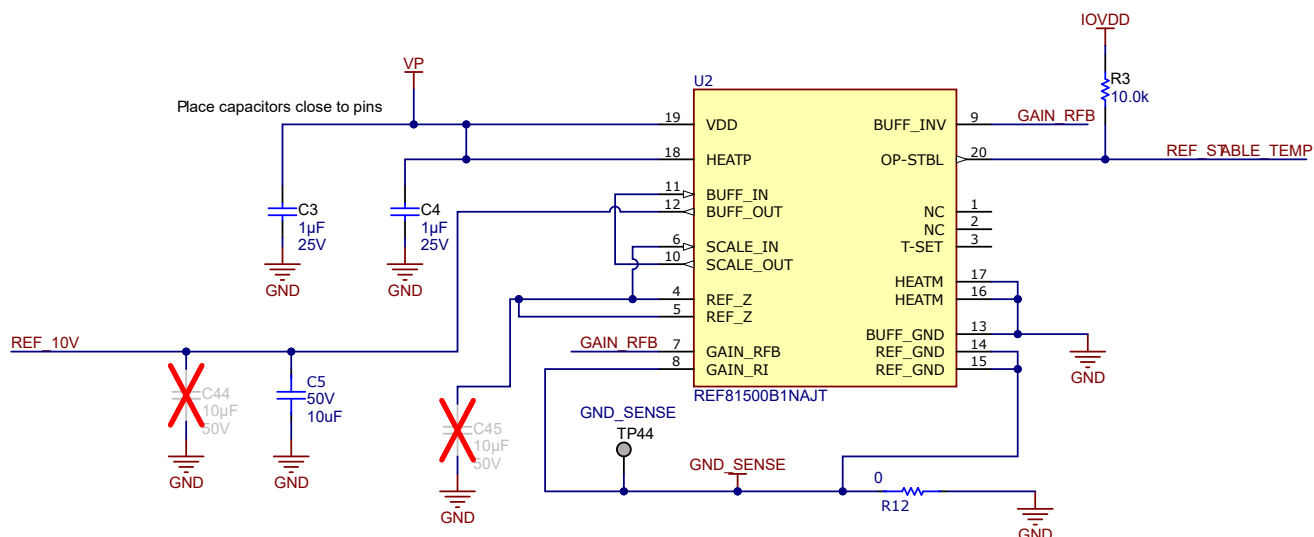 IOVDD
VP
U2
R3
10.0k
Place capacitors close to pins
19 VDD
BUFF_INV 9
GAIN_RFB
18 HEATP
OP-STBL 20
REF_STABLE_TEMP
11 BUFF_IN
12 BUFF_OUT
NC 1
NC 2
T-SET 3
C3
1µF
25V
C4
1µF
25V
6 SCALE_IN
10 SCALE_OUT
GND
GND
HEATM 17
HEATM 16
4 REF_Z
5 REF_Z
BUFF_GND 13
REF_GND 14
REF_GND 15
GND
REF_10V
GAIN_RFB
7 GAIN_RFB
8 GAIN_RI
REF81500B1NAJT
C44
10µF
50V
C5
50V
10uF
GND
GND
C45
10µF
50V
GND
GND_SENSE
TP44
GND_SENSE
0
R12
GND